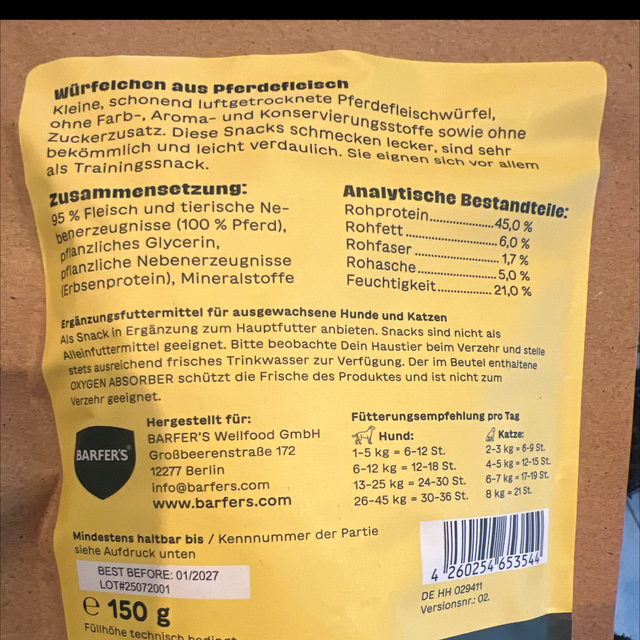 Würfelchen aus Pferdefleisch
Kleine, schonend luftgetrocknete Pferdefleischwürfel,
ohne Farb-, Aroma- und Konservierungsstoffe sowie ohne
Zuckerzusatz. Diese Snacks schmecken lecker, sind sehr
bekömmlich und leicht verdaulich. Sie eignen sich vor allem
als Trainingssnack.
Zusammensetzung:
95 % Fleisch und tierische Ne-
benerzeugnisse (100 % Pferd),
pflanzliches Glycerin,
pflanzliche Nebenerzeugnisse
(Erbsenprotein), Mineralstoffe
Analytische Bestandteile:
Rohprotein...............45,0 %
Rohfett.....................6,0 %
Rohfaser...................1,7 %
Rohasche..................5,0 %
Feuchtigkeit.............21,0 %
Ergänzungsfuttermittel für ausgewachsene Hunde und Katzen
Als Snack in Ergänzung zum Hauptfutter anbieten. Snacks sind nicht als
Alleinfuttermittel geeignet. Bitte beobachte Dein Haustier beim Verzehr und stelle
stets ausreichend frisches Trinkwasser zur Verfügung. Der im Beutel enthaltene
OXYGEN ABSORBER schützt die Frische des Produktes und ist nicht zum
Verzehr geeignet.
BARFER'S®
Hergestellt für:
BARFER'S Wellfood GmbH
Großbeerenstraße 172
12277 Berlin
info@barfers.com
www.barfers.com
Fütterungsempfehlung pro Tag
Hund:
1-5 kg = 6-12 St.
6-12 kg = 12-18 St.
13-25 kg = 24-30 St.
26-45 kg = 30-36 St.
Katze:
2-3 kg = 6-9 St.
4-5 kg = 12-15 St.
6-7 kg = 17-19 St.
8 kg = 21 St.
Mindestens haltbar bis / Kennnummer der Partie
siehe Aufdruck unten
BEST BEFORE: 01/2027
LOT#25072001
℮ 150 g
Füllhöhe technisch bedingt
4 260254 653544
DE HH 029411
Versionsnr.: 02.